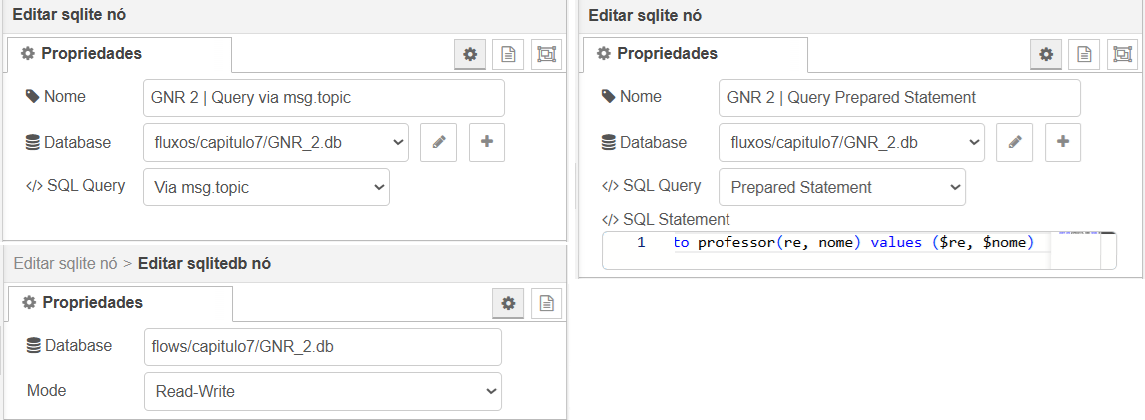 Editar sqlite nó
Propriedades
Nome
GNR 2 | Query via msg.topic
Database
fluxos/capitulo7/GNR_2.db
</> SQL Query
Via msg.topic
Editar sqlite nó > Editar sqlitedb nó
Propriedades
Database
flows/capitulo7/GNR_2.db
Mode
Read-Write
Editar sqlite nó
Propriedades
Nome
GNR 2 | Query Prepared Statement
Database
fluxos/capitulo7/GNR_2.db
</> SQL Query
Prepared Statement
</> SQL Statement
1 to professor(re, nome) values ($re, $nome)